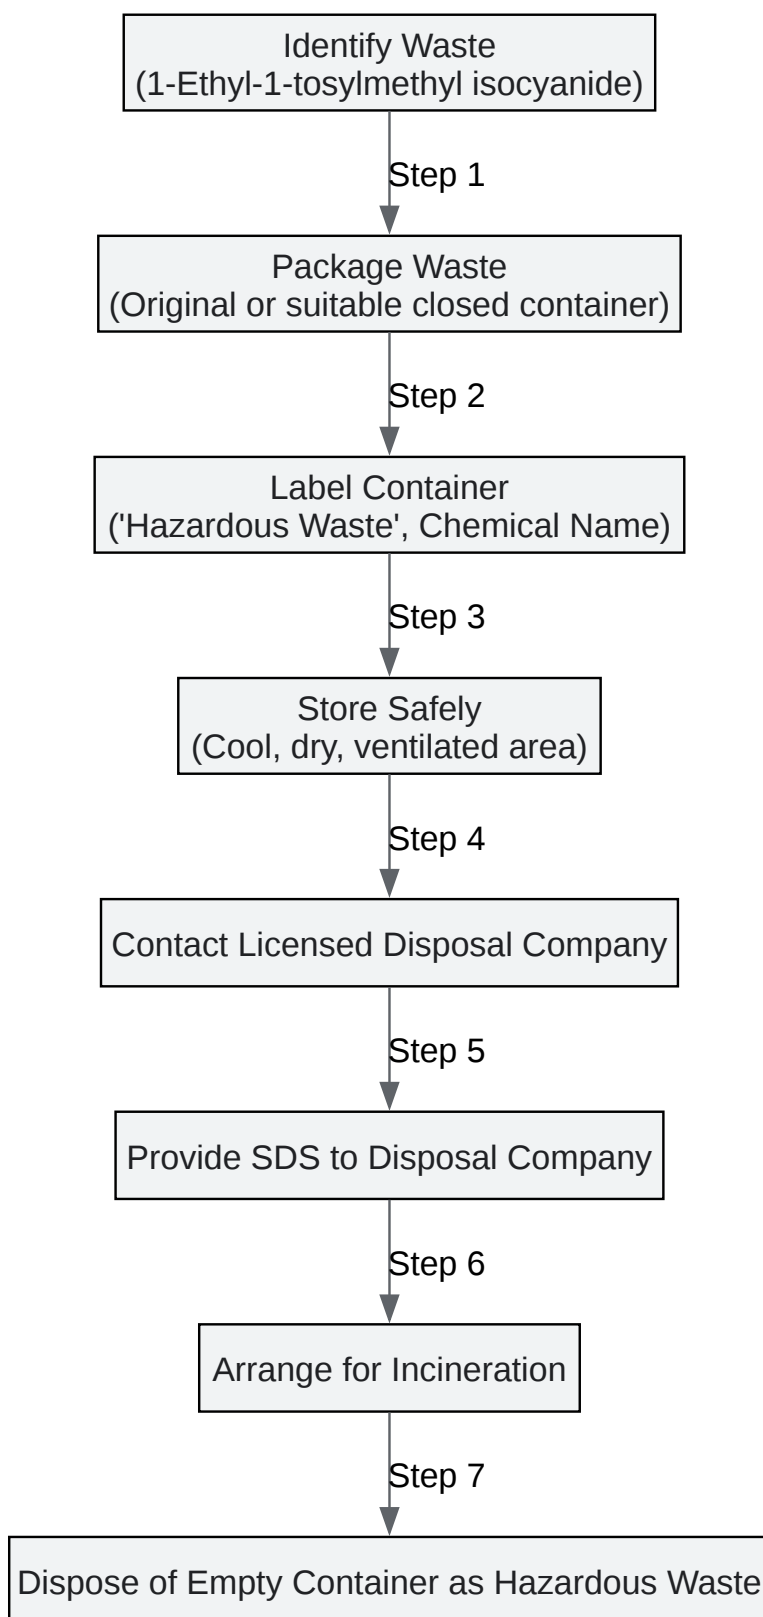 Identify Waste
(1-Ethyl-1-tosylmethyl isocyanide)
Step 1
Package Waste
(Original or suitable closed container)
Step 2
Label Container
('Hazardous Waste', Chemical Name)
Step 3
Store Safely
(Cool, dry, ventilated area)
Step 4
Contact Licensed Disposal Company
Step 5
Provide SDS to Disposal Company
Step 6
Arrange for Incineration
Step 7
Dispose of Empty Container as Hazardous Waste